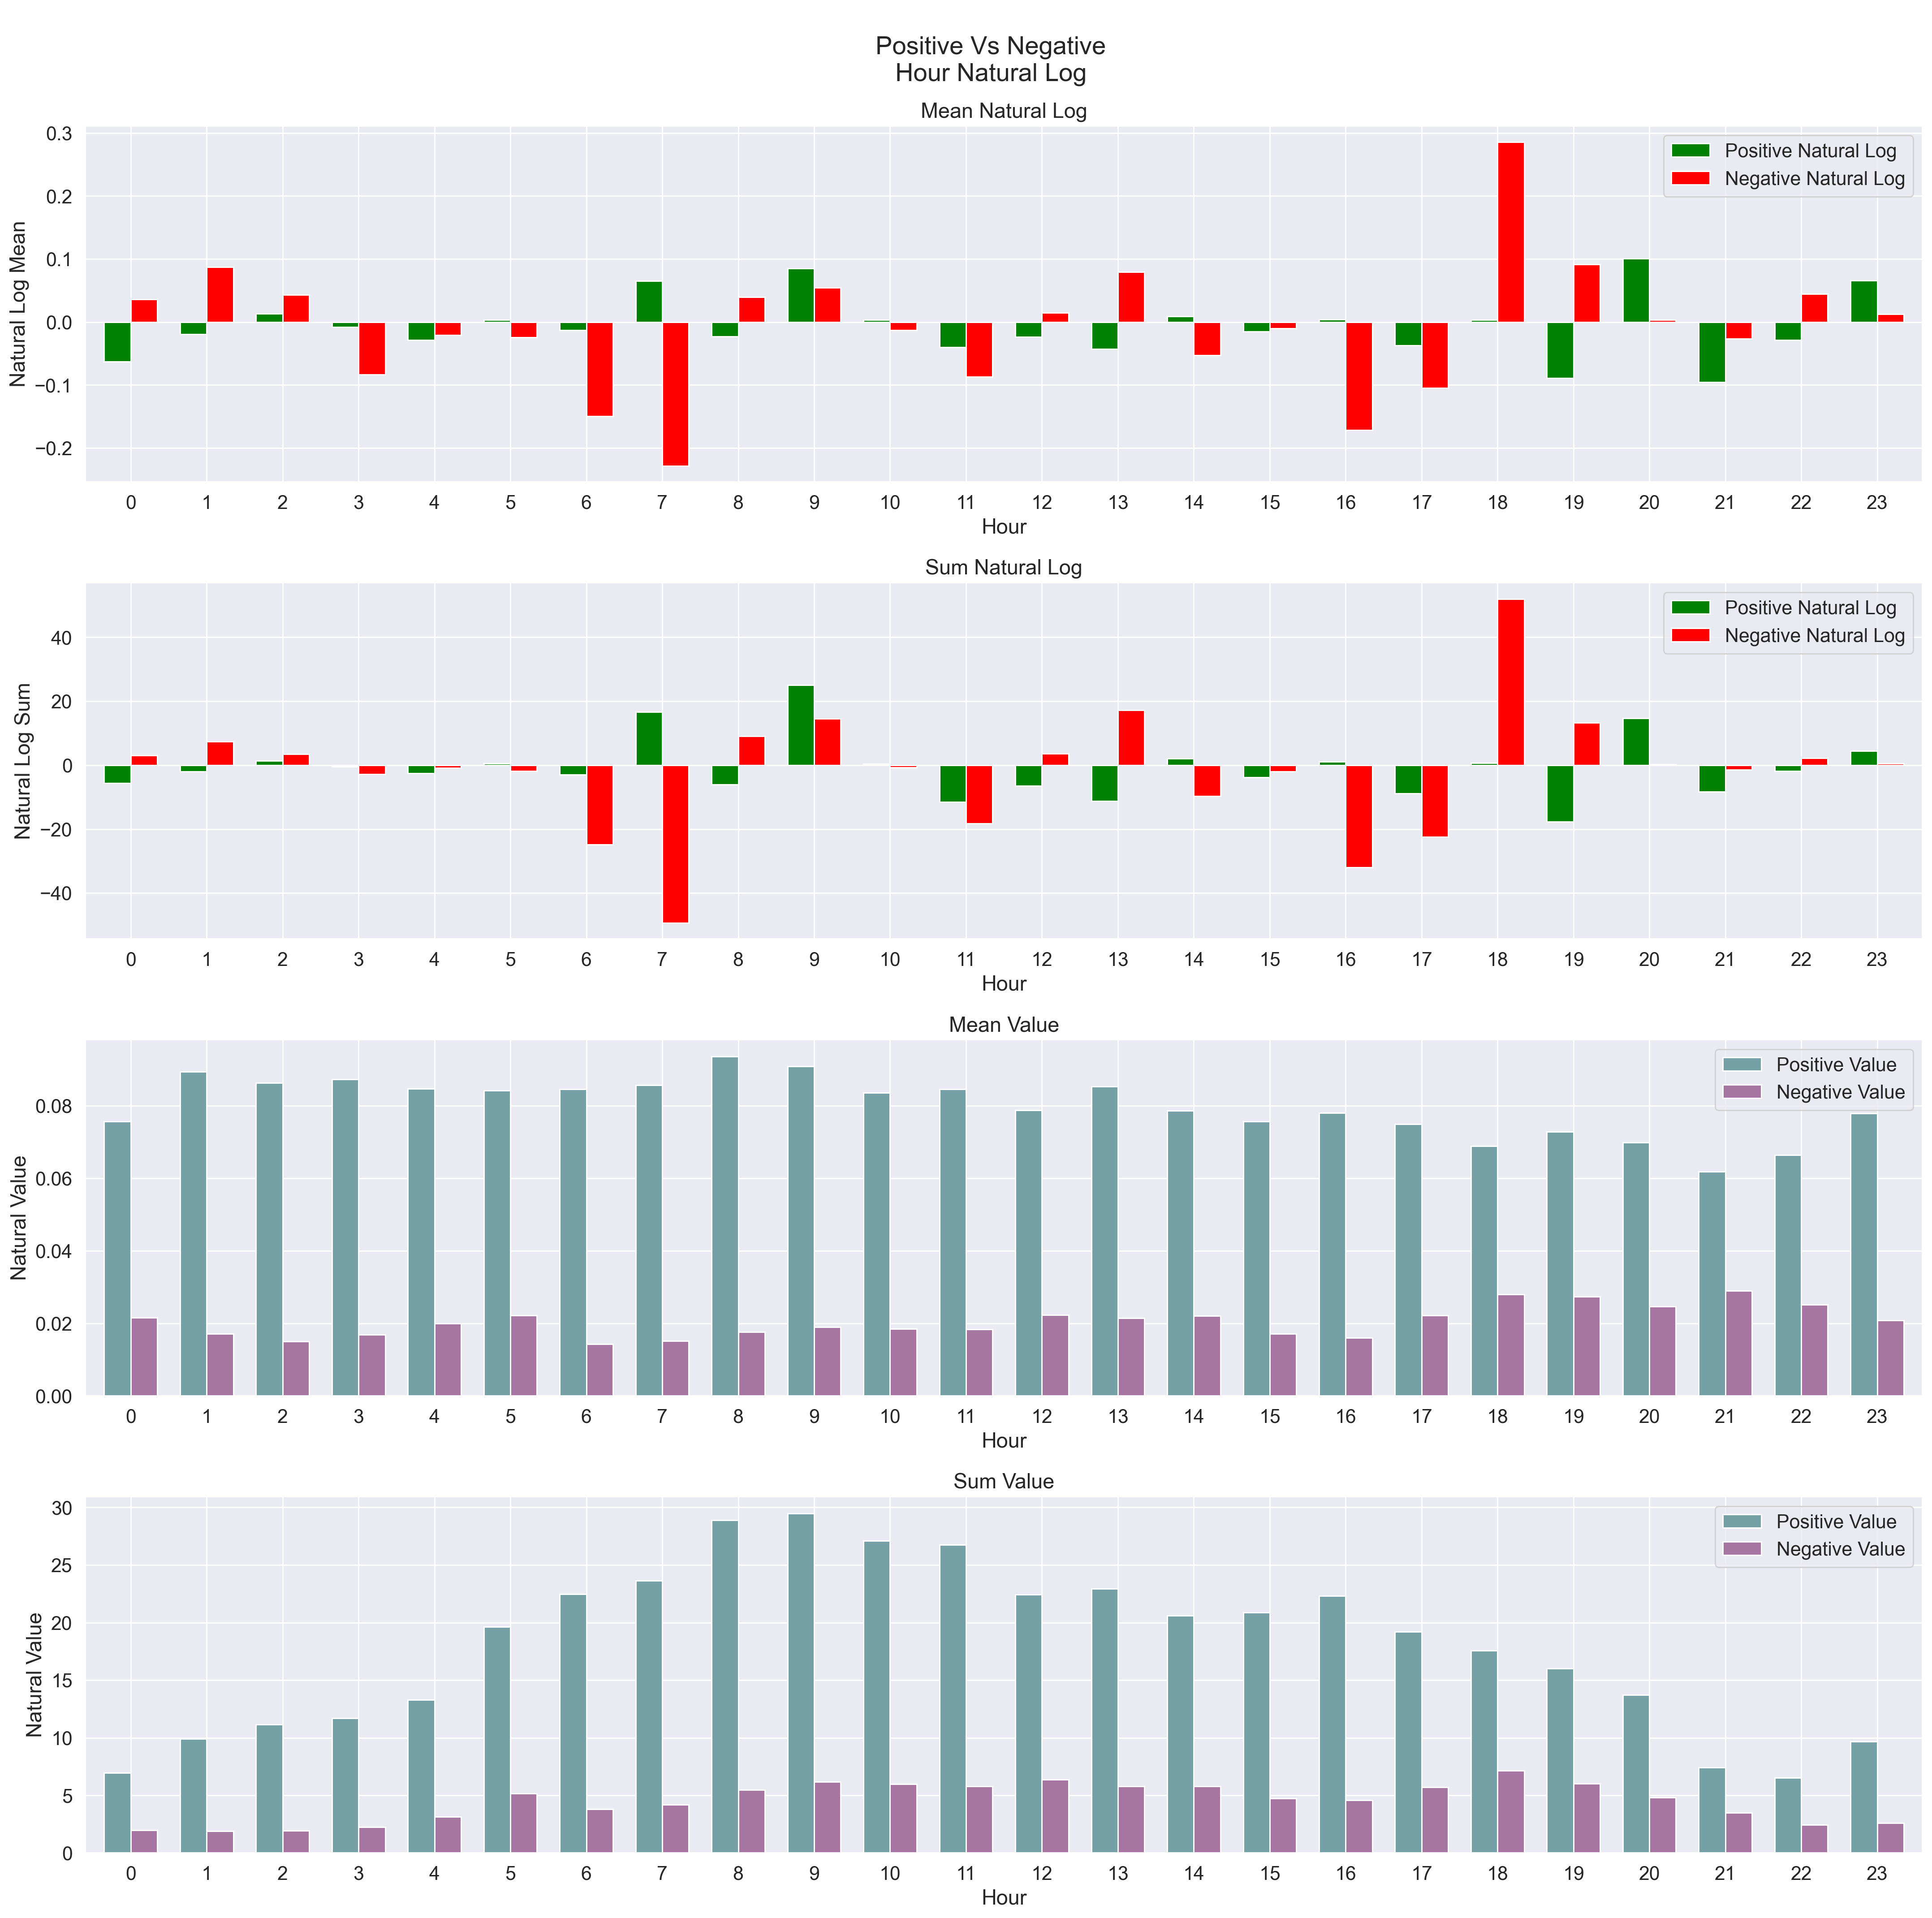 Positive Vs Negative
Hour Natural Log
Mean Natural Log
Natural Log Mean
0.3
0.2
0.1
0.0
−0.1
−0.2
Positive Natural Log
Negative Natural Log
0 1 2 3 4 5 6 7 8 9 10 11 12 13 14 15 16 17 18 19 20 21 22 23
Hour
Sum Natural Log
Natural Log Sum
40
20
0
−20
−40
Positive Natural Log
Negative Natural Log
0 1 2 3 4 5 6 7 8 9 10 11 12 13 14 15 16 17 18 19 20 21 22 23
Hour
Mean Value
Natural Value
0.08
0.06
0.04
0.02
0.00
Positive Value
Negative Value
0 1 2 3 4 5 6 7 8 9 10 11 12 13 14 15 16 17 18 19 20 21 22 23
Hour
Sum Value
Natural Value
30
25
20
15
10
5
0
Positive Value
Negative Value
0 1 2 3 4 5 6 7 8 9 10 11 12 13 14 15 16 17 18 19 20 21 22 23
Hour